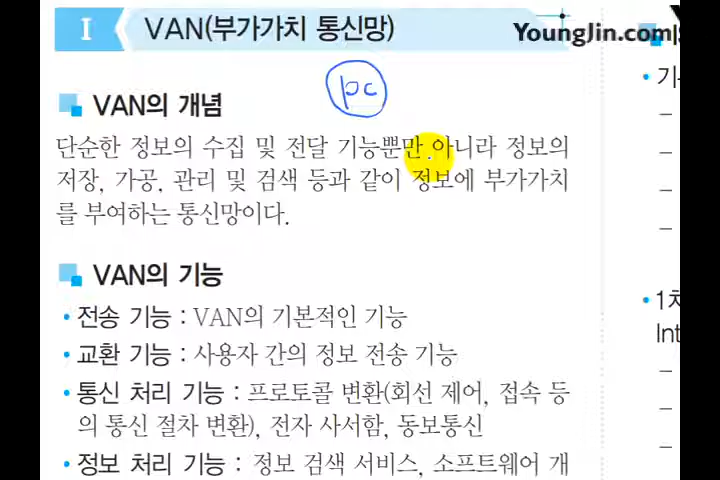 I VAN(부가가치 통신망)
YoungJin.com
pc
VAN의 개념
단순한 정보의 수집 및 전달 기능뿐만 아니라 정보의
저장, 가공, 관리 및 검색 등과 같이 정보에 부가가치
를 부여하는 통신망이다.
VAN의 기능
• 전송 기능 : VAN의 기본적인 기능
• 교환 기능 : 사용자 간의 정보 전송 기능
• 통신 처리 기능 : 프로토콜 변환(회선 제어, 접속 등
의 통신 절차 변환), 전자 사서함, 동보통신
• 정보 처리 기능 : 정보 검색 서비스, 소프트웨어 개
• 1차
Int